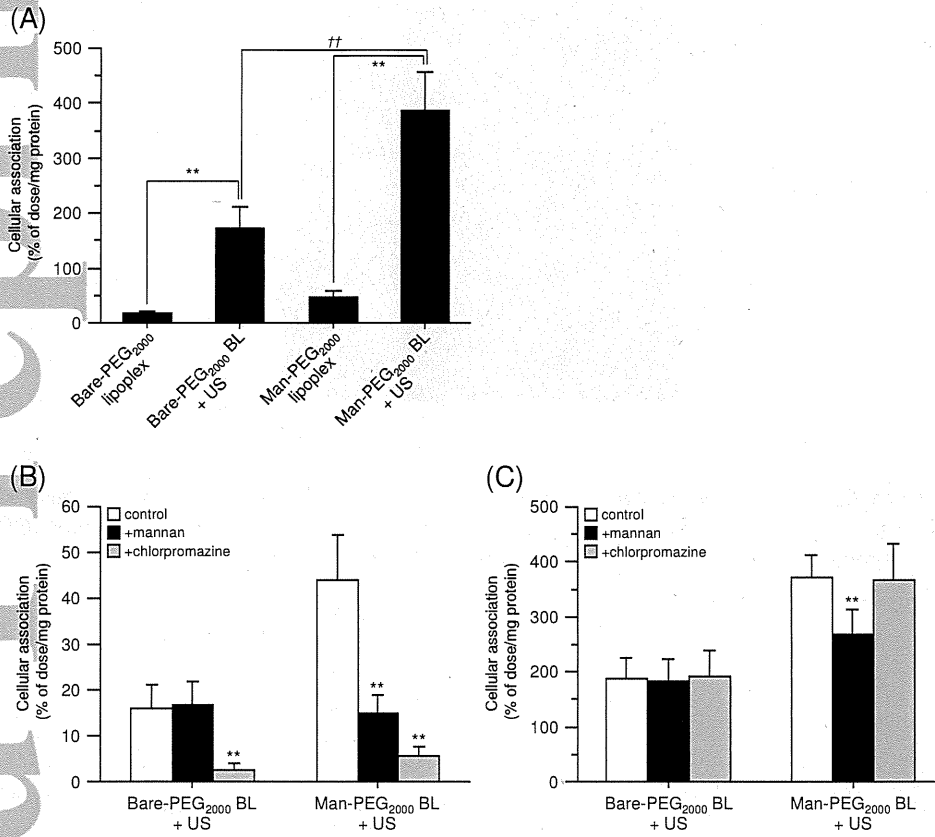 (A)
††
**
**
500
400
300
200
100
0
Cellular association
(% of dose/mg protein)
Bare-PEG2000
lipoplex
Bare-PEG2000 BL
+ US
Man-PEG2000
lipoplex
Man-PEG2000 BL
+ US
(B)
control
+mannan
+chlorpromazine
60
50
40
30
20
10
0
Cellular association
(% of dose/mg protein)
**
**
**
Bare-PEG2000 BL
+ US
Man-PEG2000 BL
+ US
(C)
control
+mannan
+chlorpromazine
500
400
300
200
100
0
Cellular association
(% of dose/mg protein)
**
Bare-PEG2000 BL
+ US
Man-PEG2000 BL
+ US